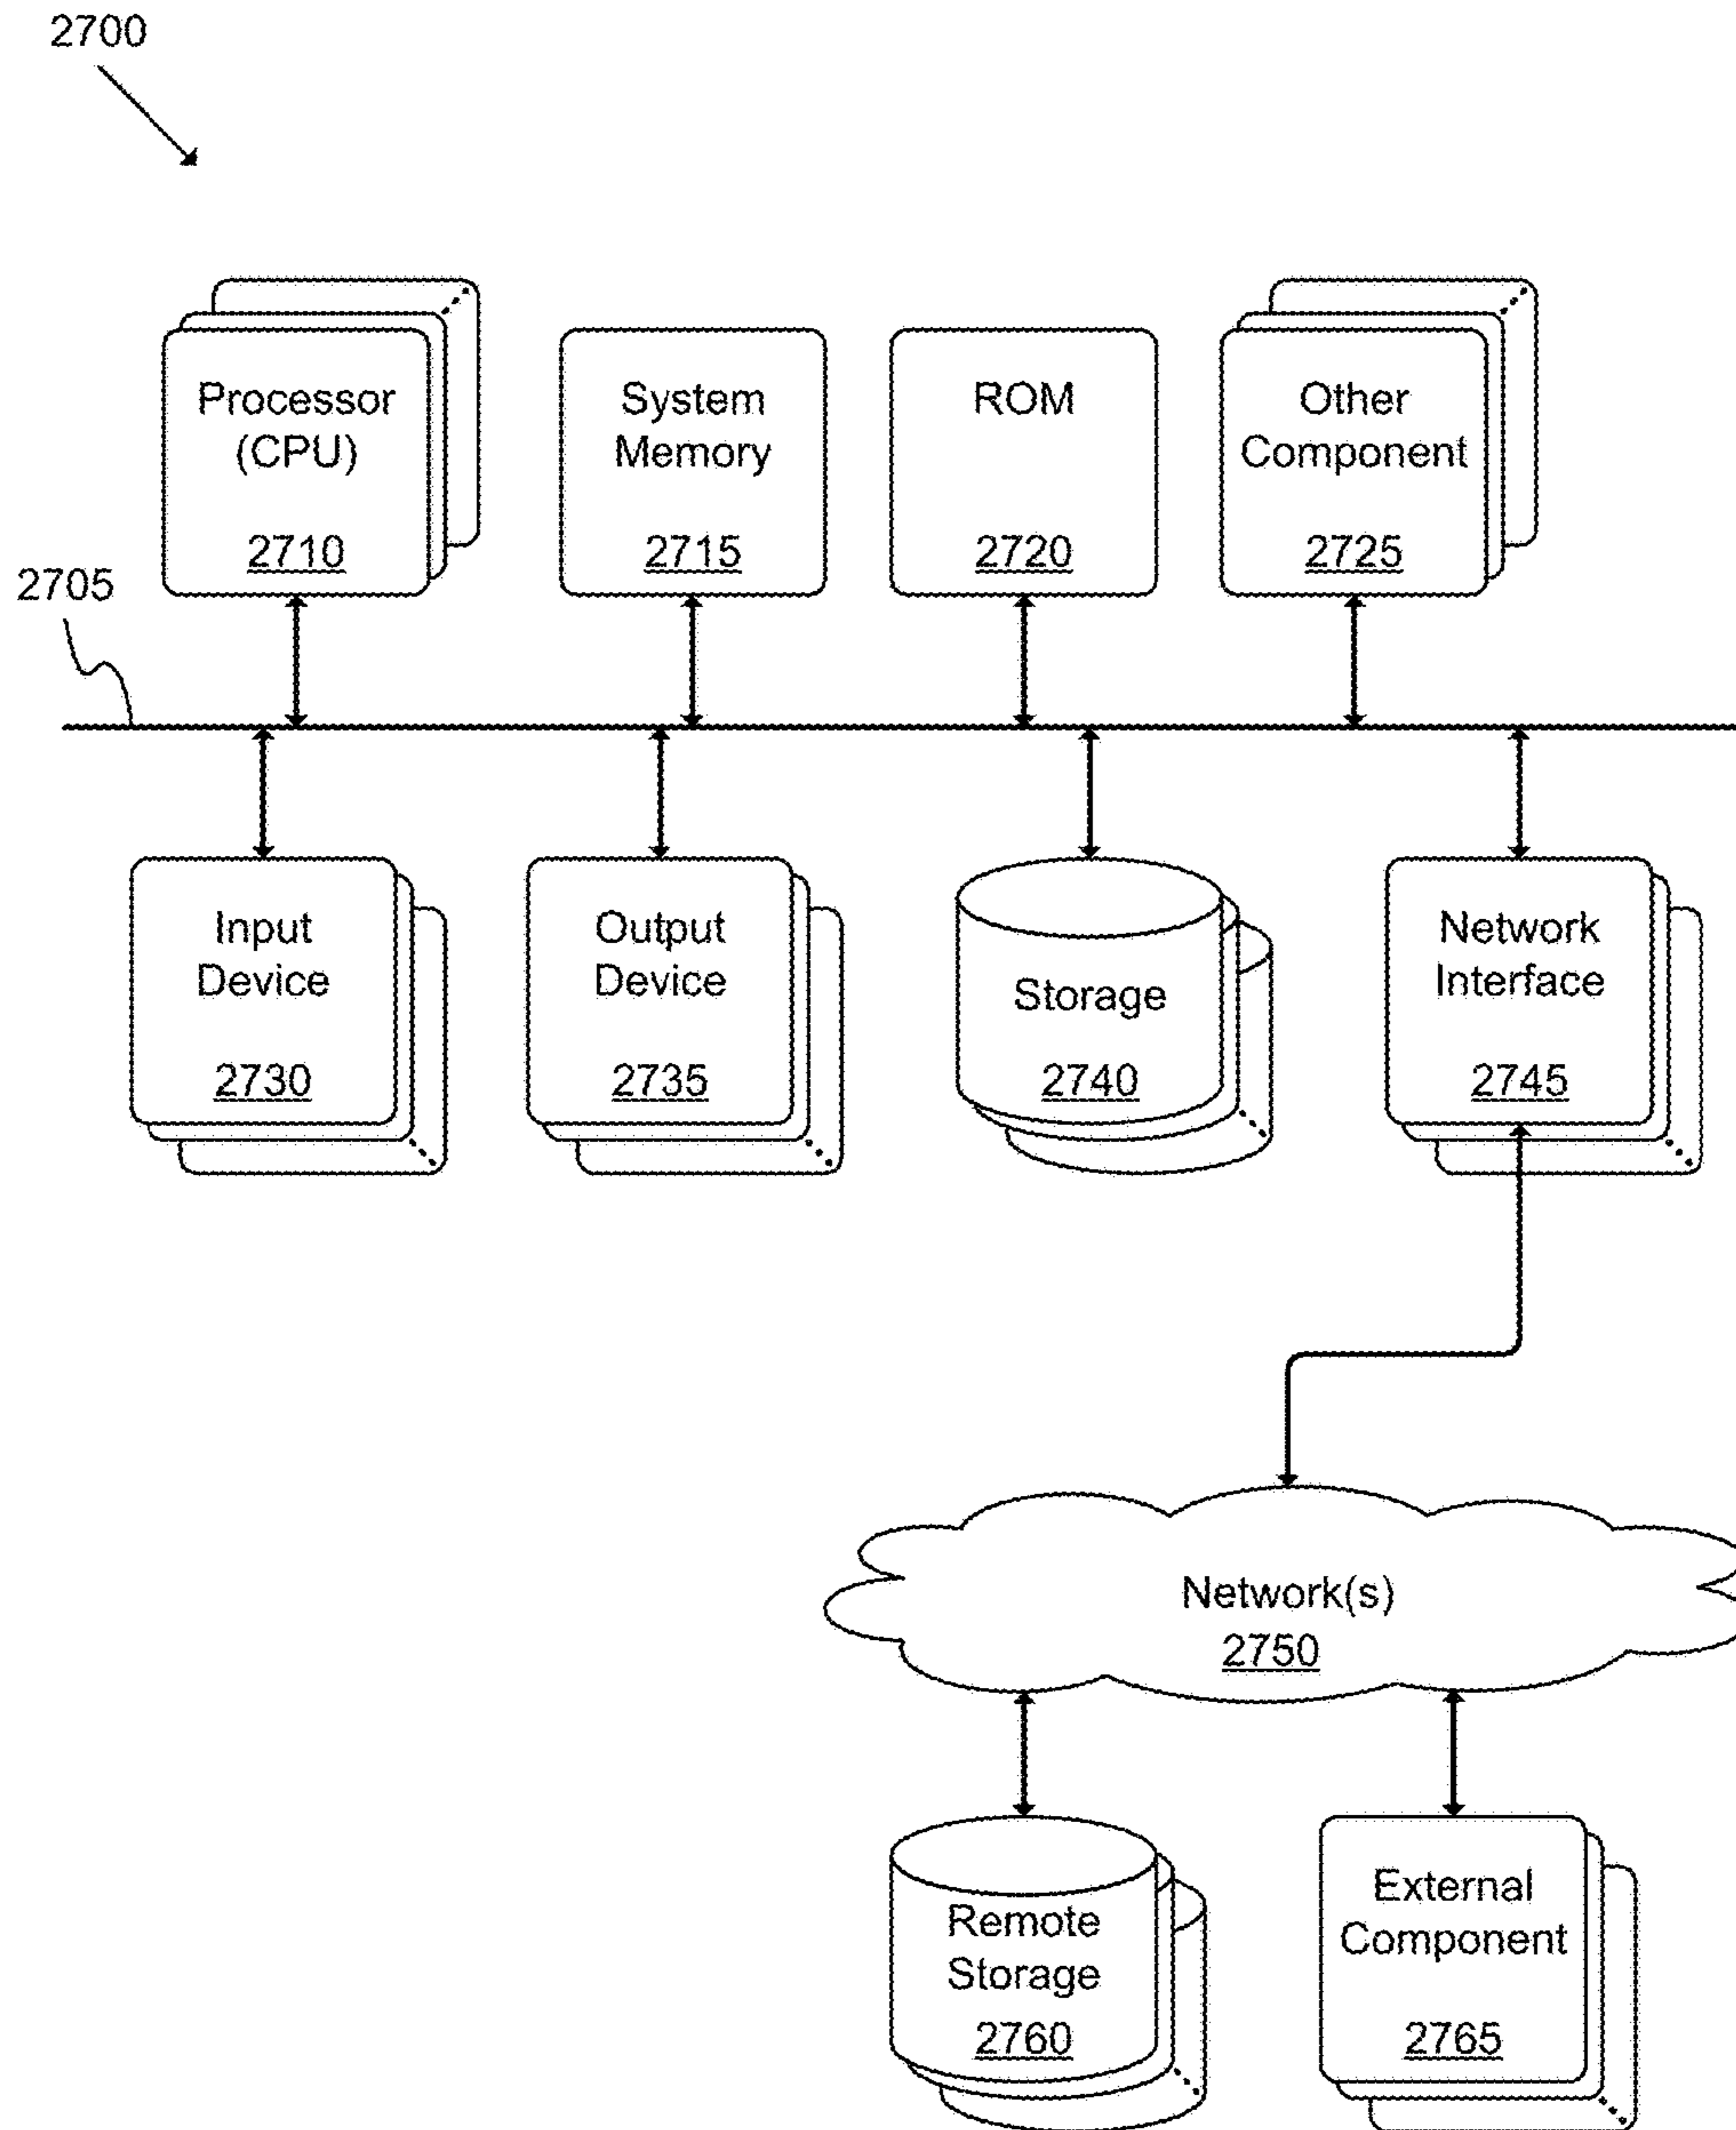 2700
Processor
(CPU)
2710
System
Memory
2715
ROM
2720
Other
Component
2725
2705
Input
Device
2730
Output
Device
2735
Storage
2740
Network
Interface
2745
Network(s)
2750
Remote
Storage
2760
External
Component
2765